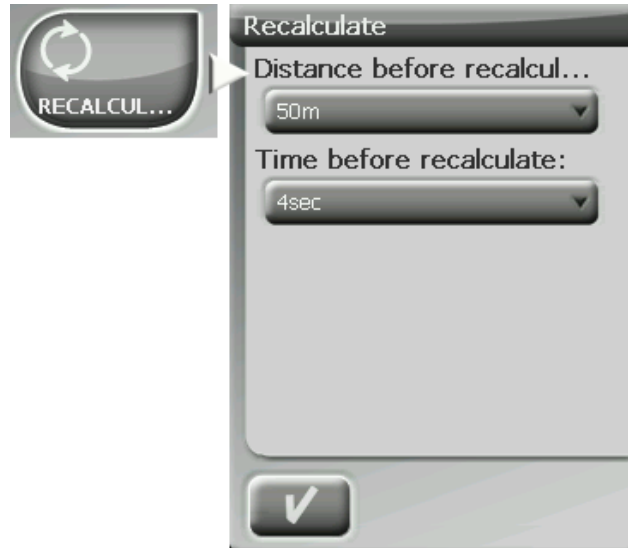 RECALCUL...
Recalculate
Distance before recalcul...
50m
Time before recalculate:
4sec